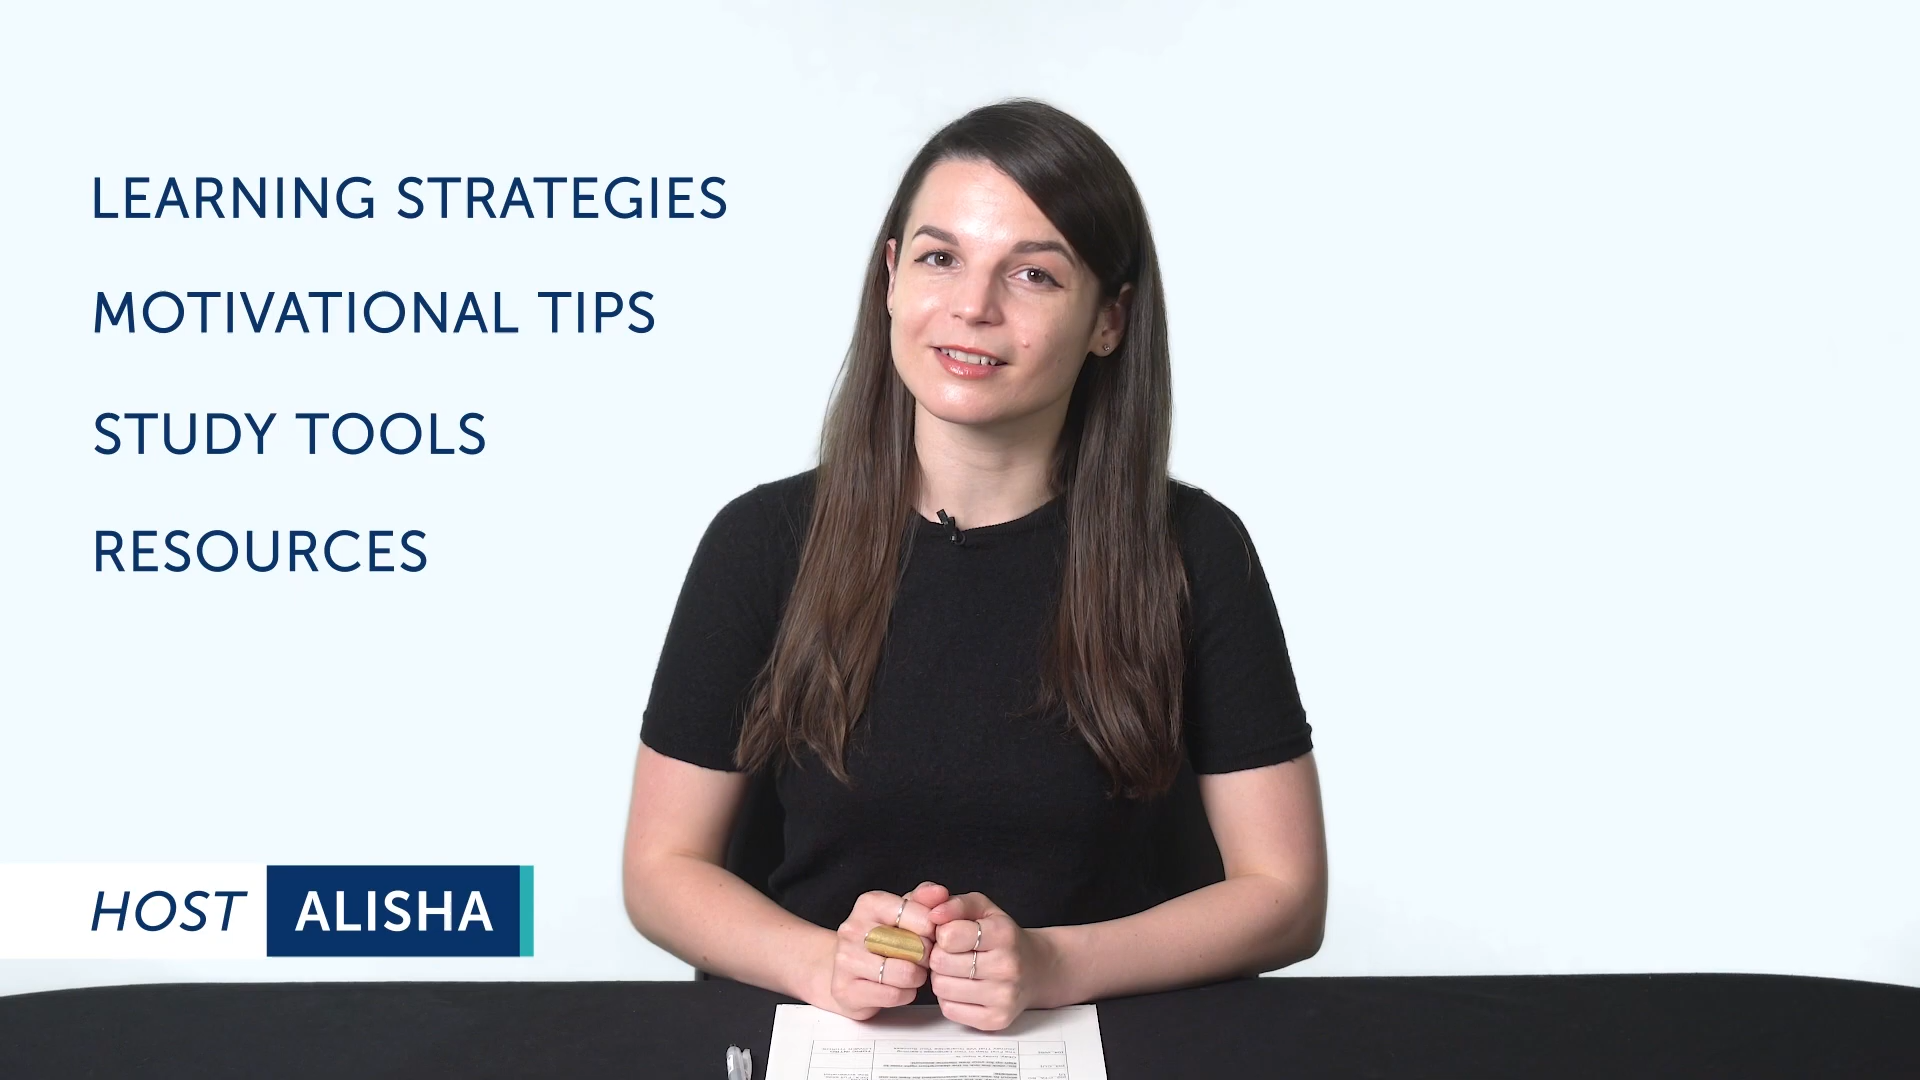 LEARNING STRATEGIES
MOTIVATIONAL TIPS
STUDY TOOLS
RESOURCES
HOST ALISHA